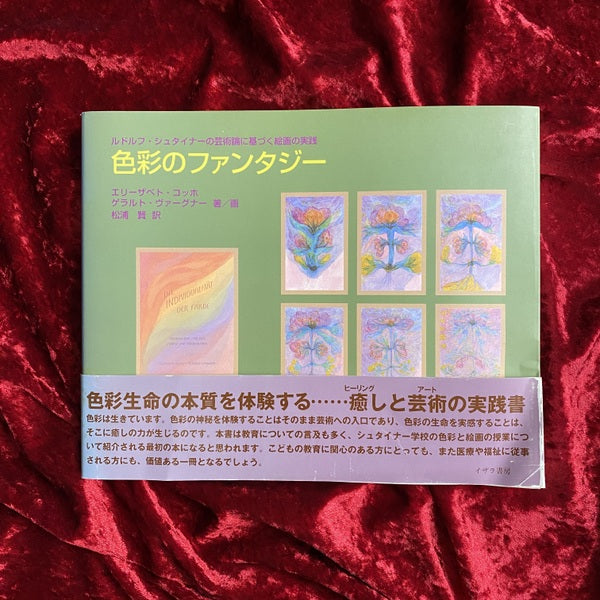 ルドルフ・シュタイナーの芸術論に基づく絵画の実践
色彩のファンタジー
エリーザベト・コッホ
ゲラルト・ヴァーグナー 著/画
松浦 賢 訳
DIE
INDIVIDUALITÄT
DER FARBE
色彩生命の本質を体験する……癒しと芸術の実践書
ヒーリング アート
色彩は生きています。色彩の神秘を体験することはそのまま芸術への入口であり、色彩の生命を実感することは、
そこに癒しの力が生じるのです。本書は教育についての言及も多く、シュタイナー学校の色彩と絵画の授業につ
いて紹介される最初の本になると思われます。こどもの教育に関心のある方にとっても、また医療や福祉に従事
される方にも、価値ある一冊となるでしょう。
イザラ書房